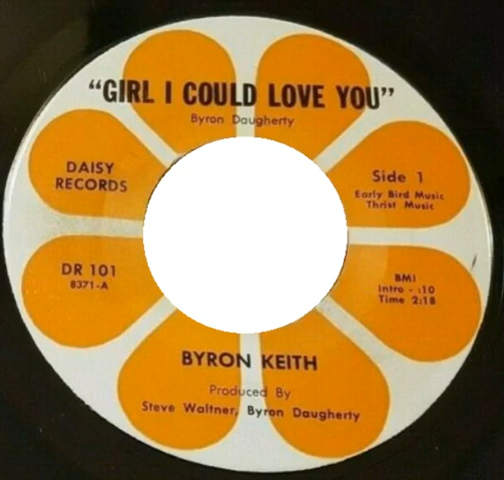 "GIRL I COULD LOVE YOU"
Byron Daugherty
DAISY
RECORDS
Side 1
Early Bird Music
Thrist Music
DR 101
8371-A
BMI
Intro - :10
Time 2:18
BYRON KEITH
Produced By
Steve Waltner, Byron Daugherty